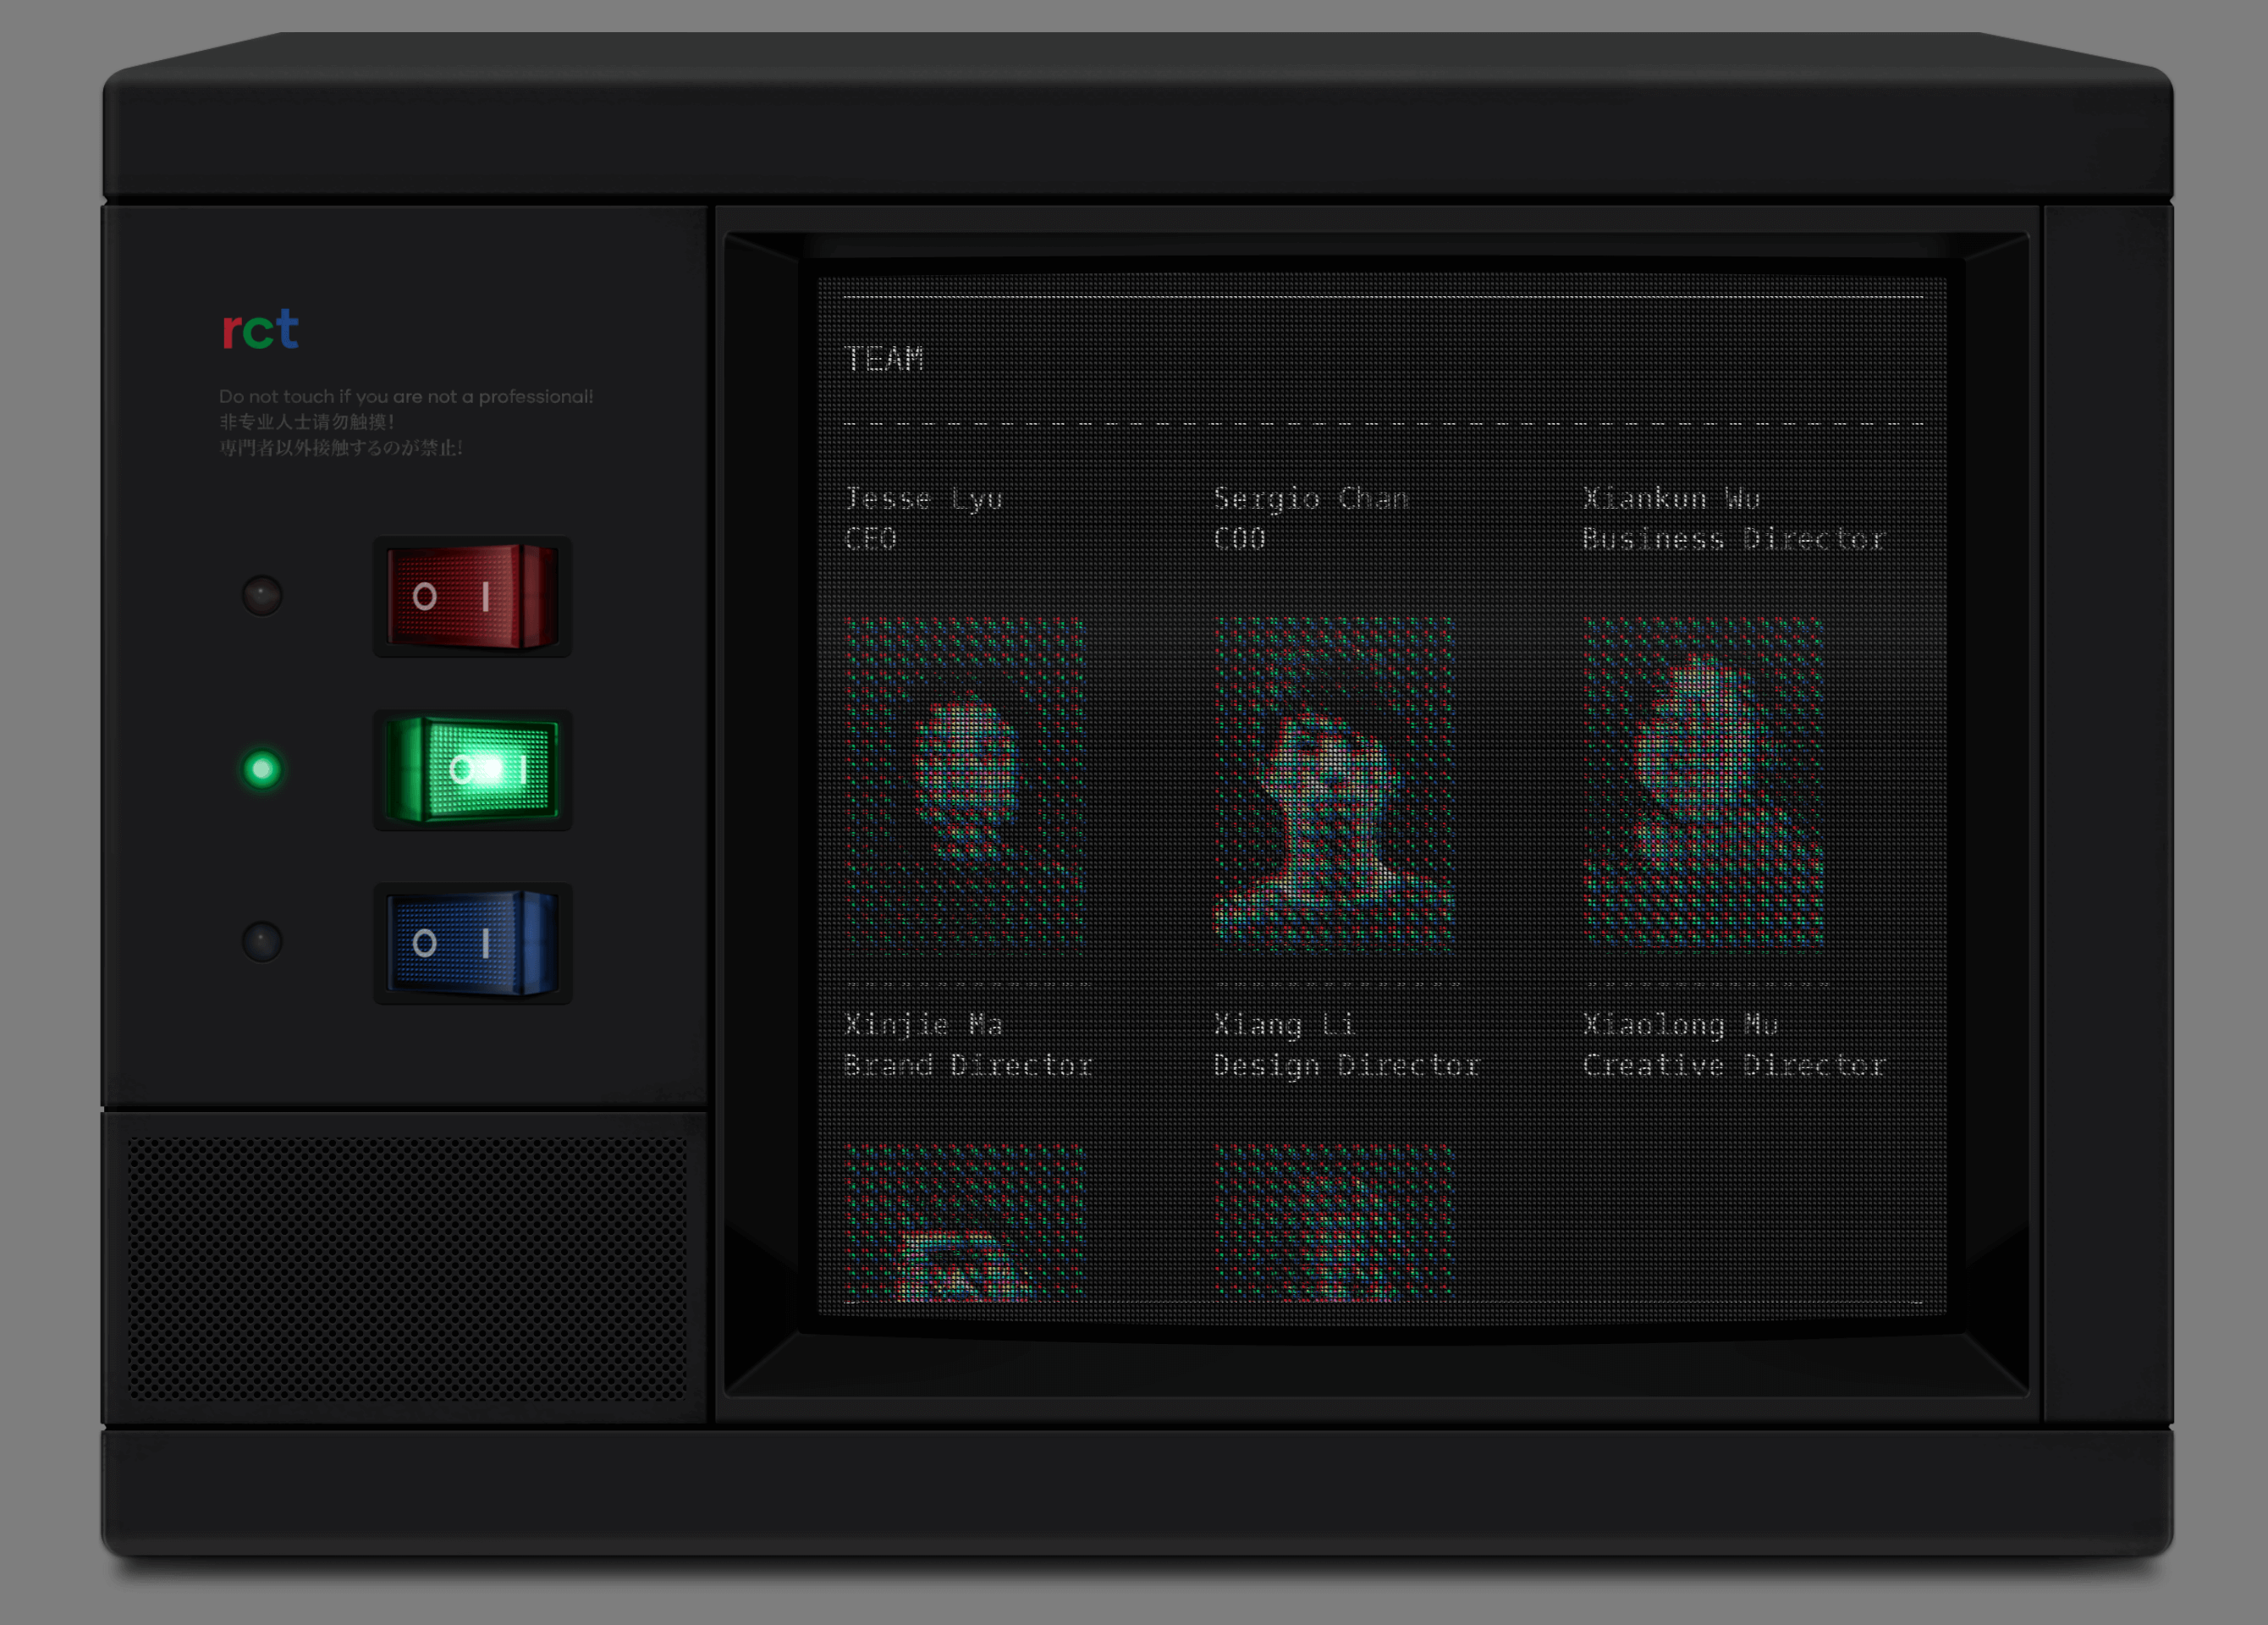 rct
Do not touch if you are not a professional!
非专业人士请勿触摸！
専門者以外接触するのが禁止!
O I
O I
O I
TEAM
Jesse Lyu
CEO
Sergio Chan
COO
Xiankun Wu
Business Director
Xinjie Ma
Brand Director
Xiang Li
Design Director
Xiaolong Mu
Creative Director